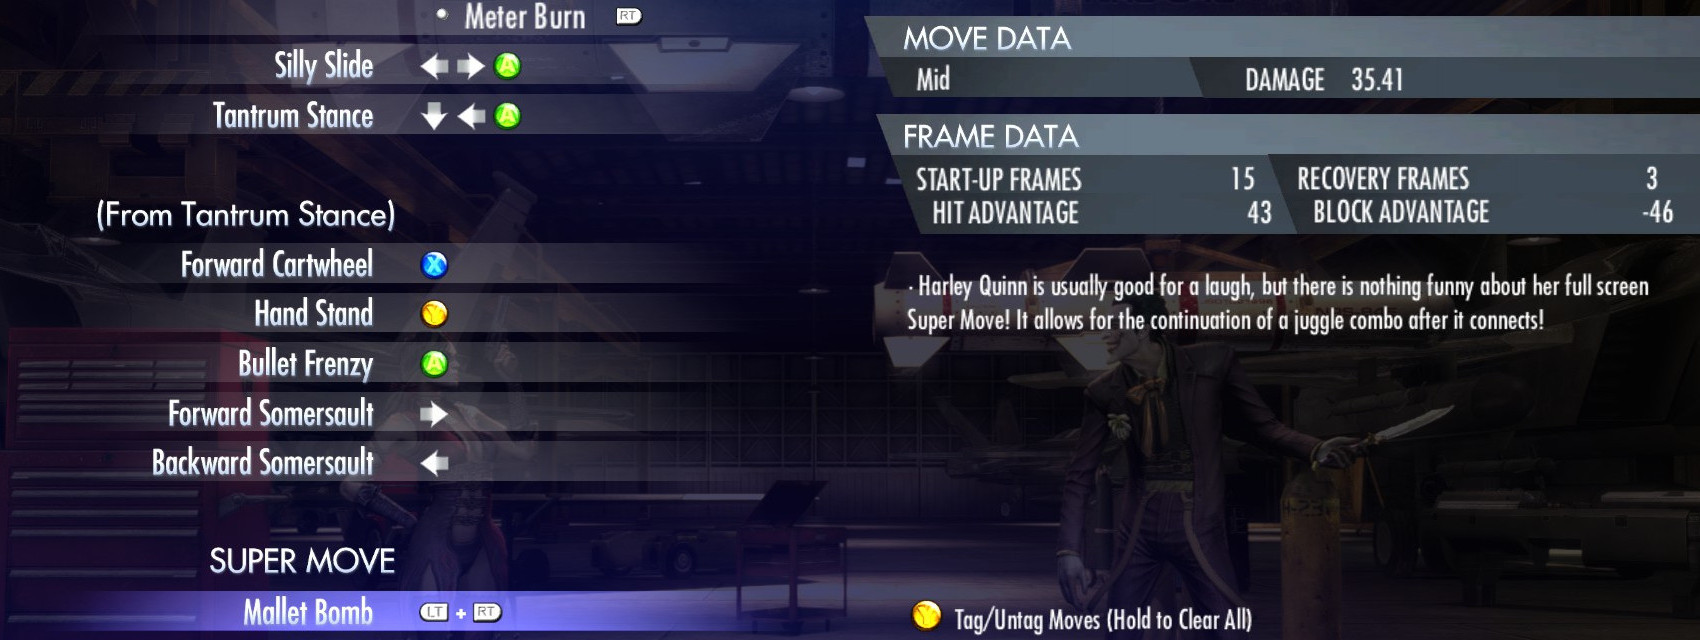 • Meter Burn RT
Silly Slide A
Tantrum Stance A
(From Tantrum Stance)
Forward Cartwheel X
Hand Stand Y
Bullet Frenzy A
Forward Somersault
Backward Somersault
SUPER MOVE
Mallet Bomb LT + RT
MOVE DATA
Mid DAMAGE 35.41
FRAME DATA
START-UP FRAMES 15 RECOVERY FRAMES 3
HIT ADVANTAGE 43 BLOCK ADVANTAGE -46
· Harley Quinn is usually good for a laugh, but there is nothing funny about her full screen
Super Move! It allows for the continuation of a juggle combo after it connects!
Y Tag/Untag Moves (Hold to Clear All)